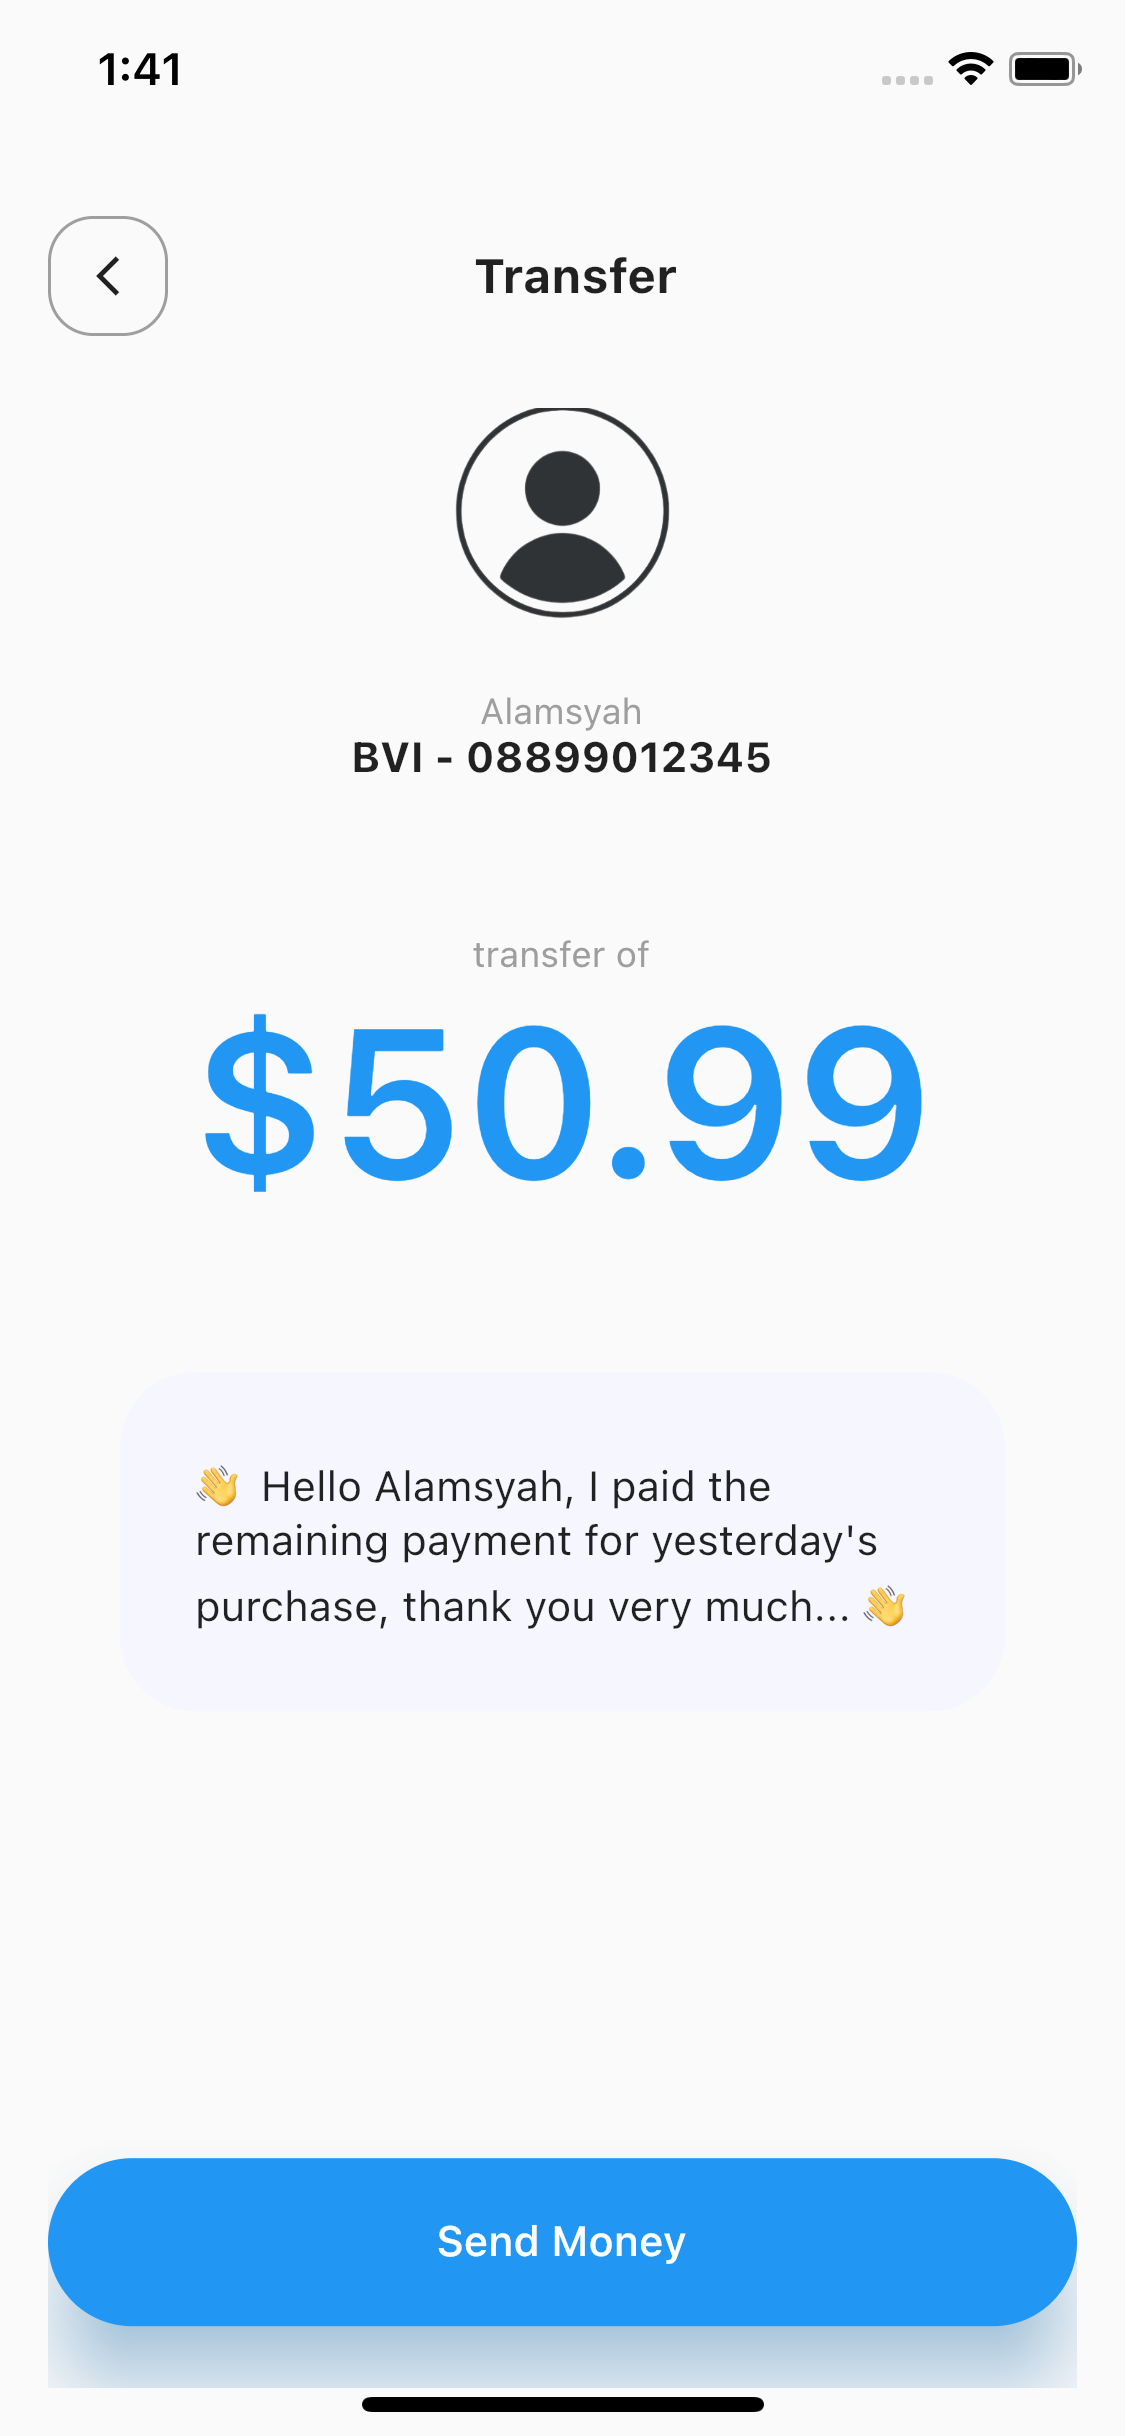 1:41
Transfer
Alamsyah
BVI - 08899012345
transfer of
$50.99
👋 Hello Alamsyah, I paid the
remaining payment for yesterday's
purchase, thank you very much... 👋
Send Money